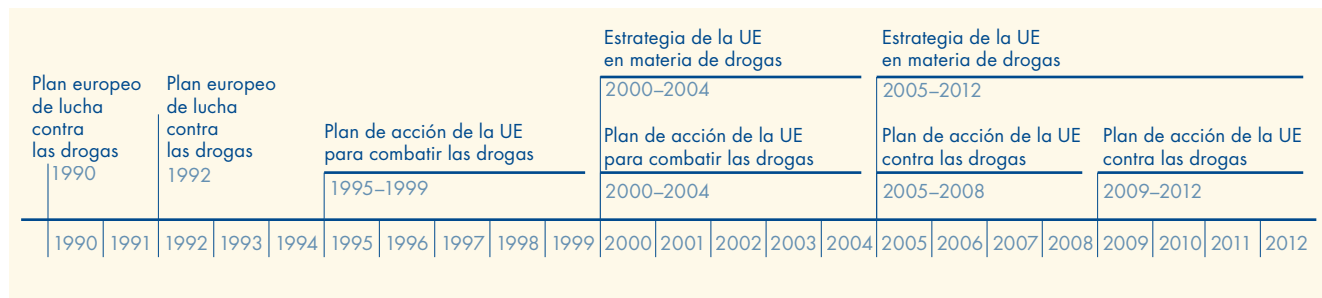 Plan europeo
de lucha
contra
las drogas
1990
Plan europeo
de lucha
contra
las drogas
1992
Plan de acción de la UE
para combatir las drogas
1995–1999
Estrategia de la UE
en materia de drogas
2000–2004
Plan de acción de la UE
para combatir las drogas
2000–2004
Estrategia de la UE
en materia de drogas
2005–2012
Plan de acción de la UE
contra las drogas
2005–2008
Plan de acción de la UE
contra las drogas
2009–2012
1990 1991 1992 1993 1994 1995 1996 1997 1998 1999 2000 2001 2002 2003 2004 2005 2006 2007 2008 2009 2010 2011 2012